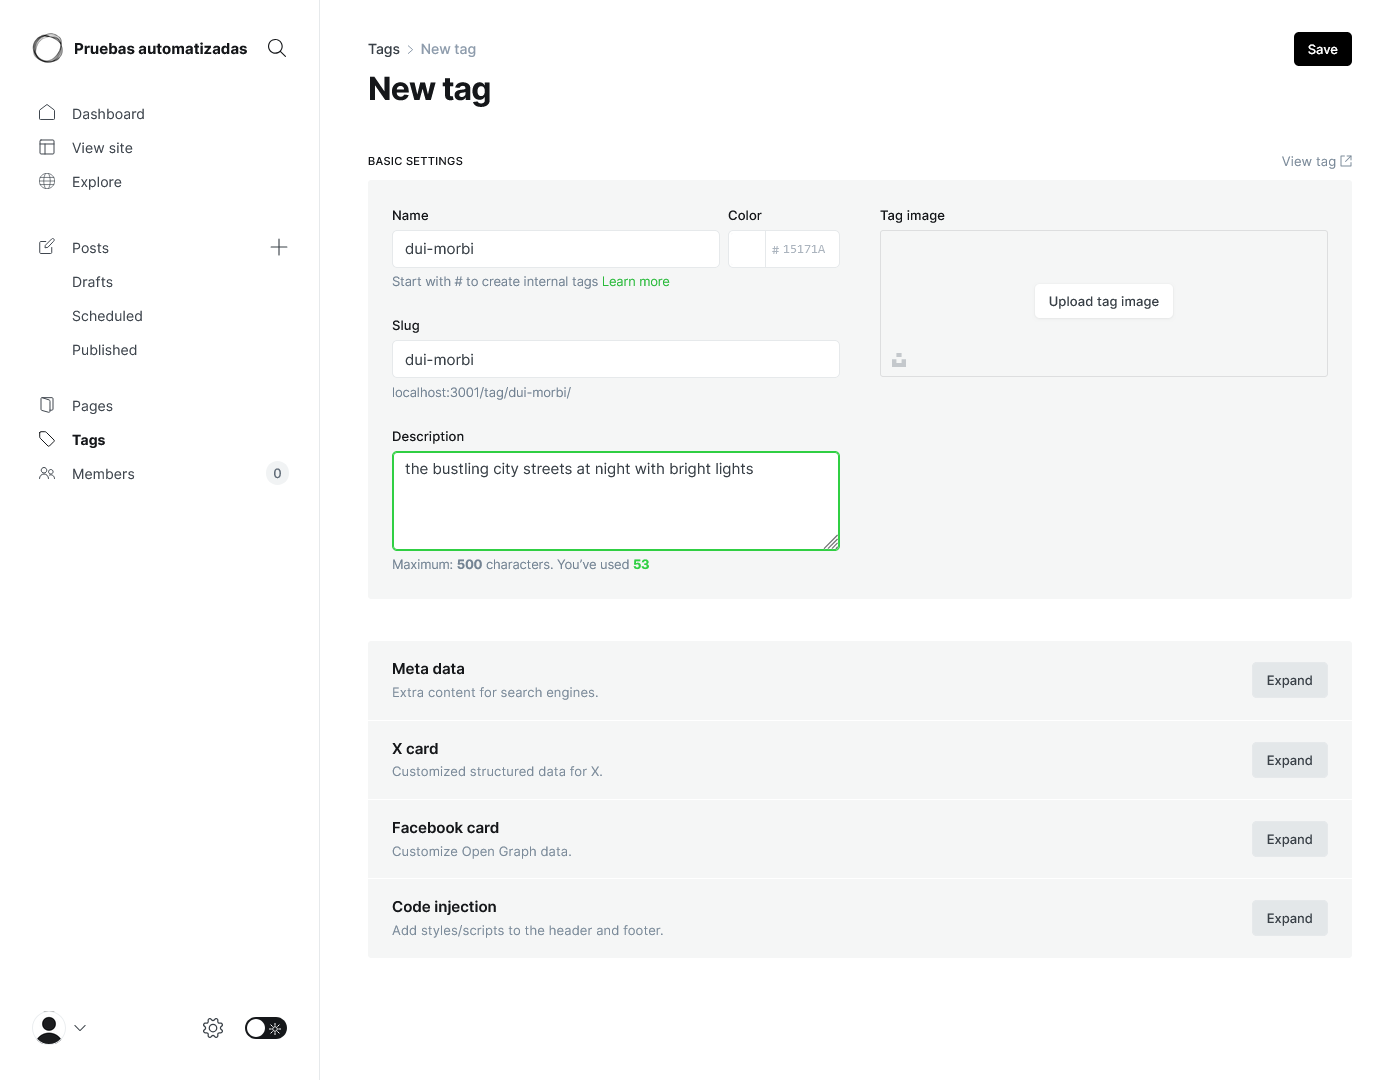 Pruebas automatizadas
Dashboard
View site
Explore
Posts
Drafts
Scheduled
Published
Pages
Tags
Members
0
Tags > New tag
Save
New tag
BASIC SETTINGS
View tag
Name
dui-morbi
Start with # to create internal tags Learn more
Color
# 15171A
Slug
dui-morbi
localhost:3001/tag/dui-morbi/
Description
the bustling city streets at night with bright lights
Maximum: 500 characters. You’ve used 53
Tag image
Upload tag image
Meta data
Extra content for search engines.
Expand
X card
Customized structured data for X.
Expand
Facebook card
Customize Open Graph data.
Expand
Code injection
Add styles/scripts to the header and footer.
Expand